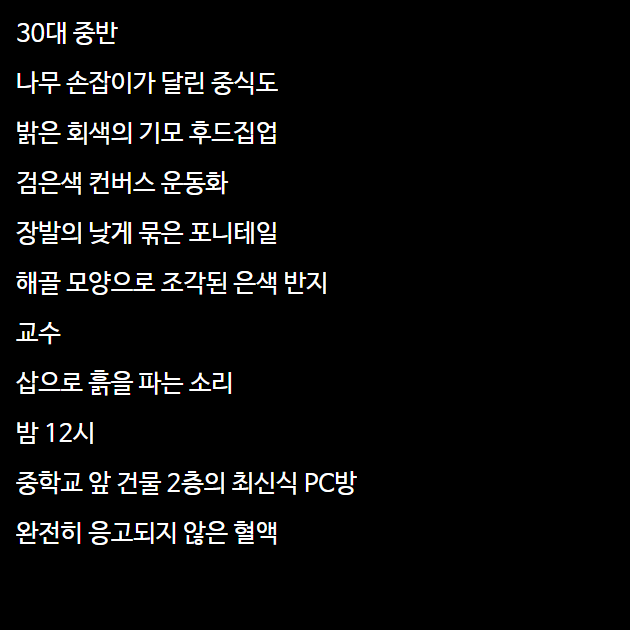 30대 중반
나무 손잡이가 달린 중식도
밝은 회색의 기모 후드집업
검은색 컨버스 운동화
장발의 낮게 묶은 포니테일
해골 모양으로 조각된 은색 반지
교수
삽으로 흙을 파는 소리
밤 12시
중학교 앞 건물 2층의 최신식 PC방
완전히 응고되지 않은 혈액